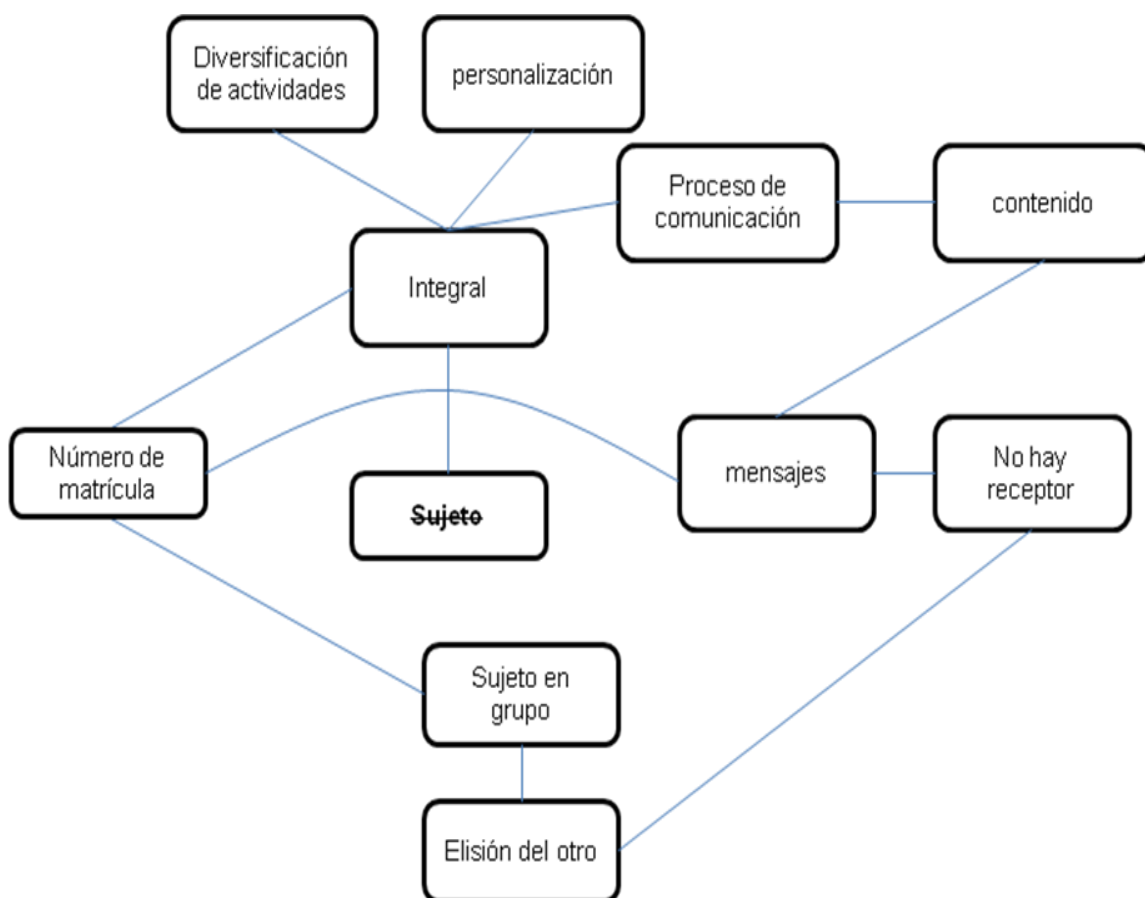 Diversificación
de actividades
personalización
Proceso de
comunicación
contenido
Integral
Número de
matrícula
Sujeto
mensajes
No hay
receptor
Sujeto en
grupo
Elisión del otro